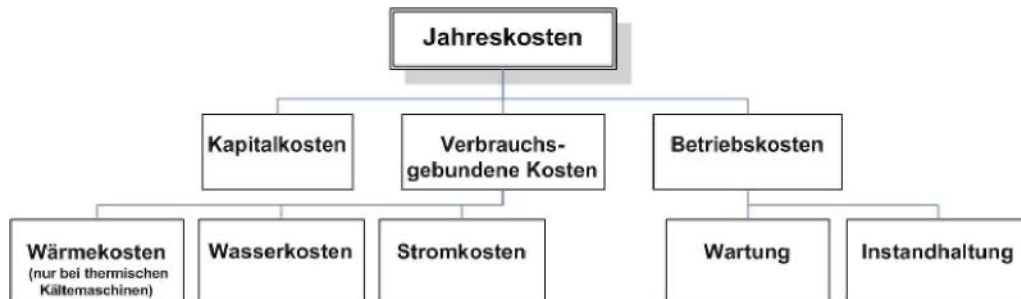 Jahreskosten
Kapitalkosten
Verbrauchs-
gebundene Kosten
Betriebskosten
Wärmekosten
(nur bei thermischen
Kältemaschinen)
Wasserkosten
Stromkosten
Wartung
Instandhaltung